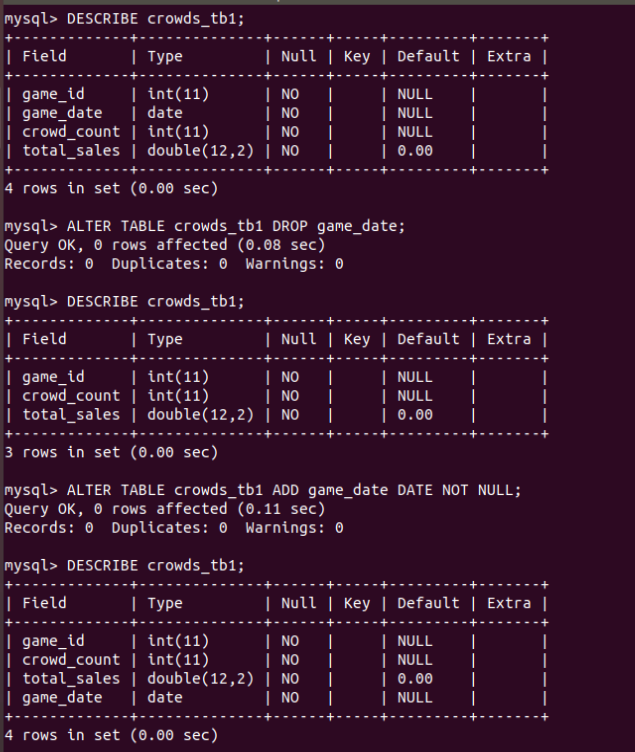 mysql> DESCRIBE crowds_tb1;
+-------------+--------------+------+-----+---------+-------+
| Field       | Type         | Null | Key | Default | Extra |
+-------------+--------------+------+-----+---------+-------+
| game_id     | int(11)      | NO   |     | NULL    |       |
| game_date   | date         | NO   |     | NULL    |       |
| crowd_count | int(11)      | NO   |     | NULL    |       |
| total_sales | double(12,2) | NO   |     | 0.00    |       |
+-------------+--------------+------+-----+---------+-------+
4 rows in set (0.00 sec)
mysql> ALTER TABLE crowds_tb1 DROP game_date;
Query OK, 0 rows affected (0.08 sec)
Records: 0  Duplicates: 0  Warnings: 0
mysql> DESCRIBE crowds_tb1;
+-------------+--------------+------+-----+---------+-------+
| Field       | Type         | Null | Key | Default | Extra |
+-------------+--------------+------+-----+---------+-------+
| game_id     | int(11)      | NO   |     | NULL    |       |
| crowd_count | int(11)      | NO   |     | NULL    |       |
| total_sales | double(12,2) | NO   |     | 0.00    |       |
+-------------+--------------+------+-----+---------+-------+
3 rows in set (0.00 sec)
mysql> ALTER TABLE crowds_tb1 ADD game_date DATE NOT NULL;
Query OK, 0 rows affected (0.11 sec)
Records: 0  Duplicates: 0  Warnings: 0
mysql> DESCRIBE crowds_tb1;
+-------------+--------------+------+-----+---------+-------+
| Field       | Type         | Null | Key | Default | Extra |
+-------------+--------------+------+-----+---------+-------+
| game_id     | int(11)      | NO   |     | NULL    |       |
| crowd_count | int(11)      | NO   |     | NULL    |       |
| total_sales | double(12,2) | NO   |     | 0.00    |       |
| game_date   | date         | NO   |     | NULL    |       |
+-------------+--------------+------+-----+---------+-------+
4 rows in set (0.00 sec)